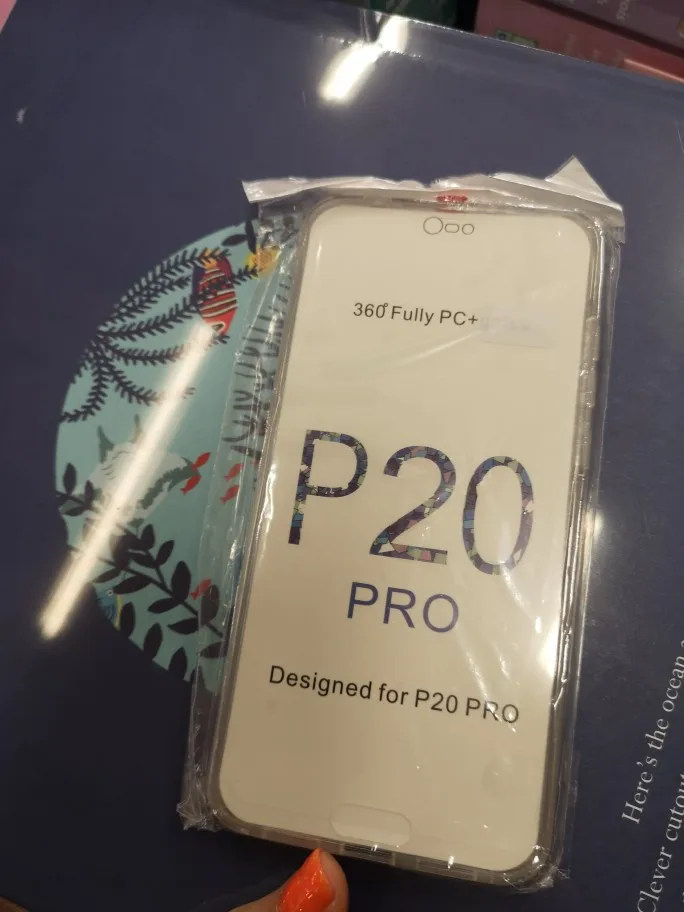 360° Fully PC+
P20
PRO
Designed for P20 PRO
Here's the ocean
Clever cutout